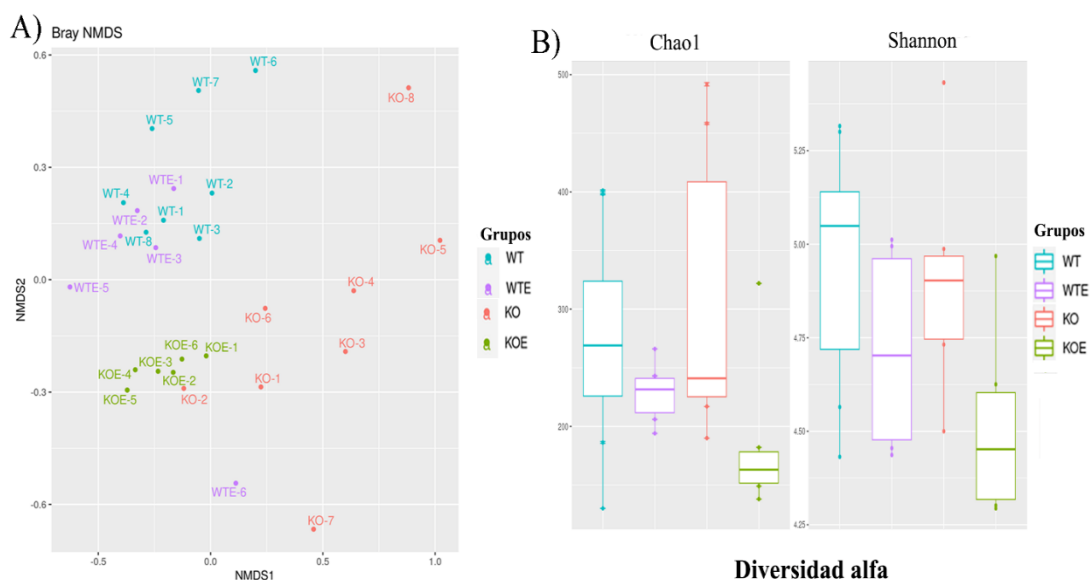 A)
Bray NMDS
0.6
0.3
0.0
-0.3
-0.6
NMDS2
-0.5
0.0
0.5
1.0
NMDS1
WT-6
WT-7
KO-8
WT-5
WTE-1
WT-4
WT-2
WTE-2
WT-1
WTE-4
WT-8
WT-3
WTE-3
KO-5
WTE-5
KO-4
KO-6
KOE-6
KOE-1
KO-3
KOE-3
KOE-4
KOE-2
KOE-5
KO-2
KO-1
WTE-6
KO-7
Grupos
a WT
a WTE
a KO
a KOE
B)
Chao1
500
400
300
200
Shannon
5.25
5.00
4.75
4.50
4.25
Grupos
WT
WTE
KO
KOE
Diversidad alfa